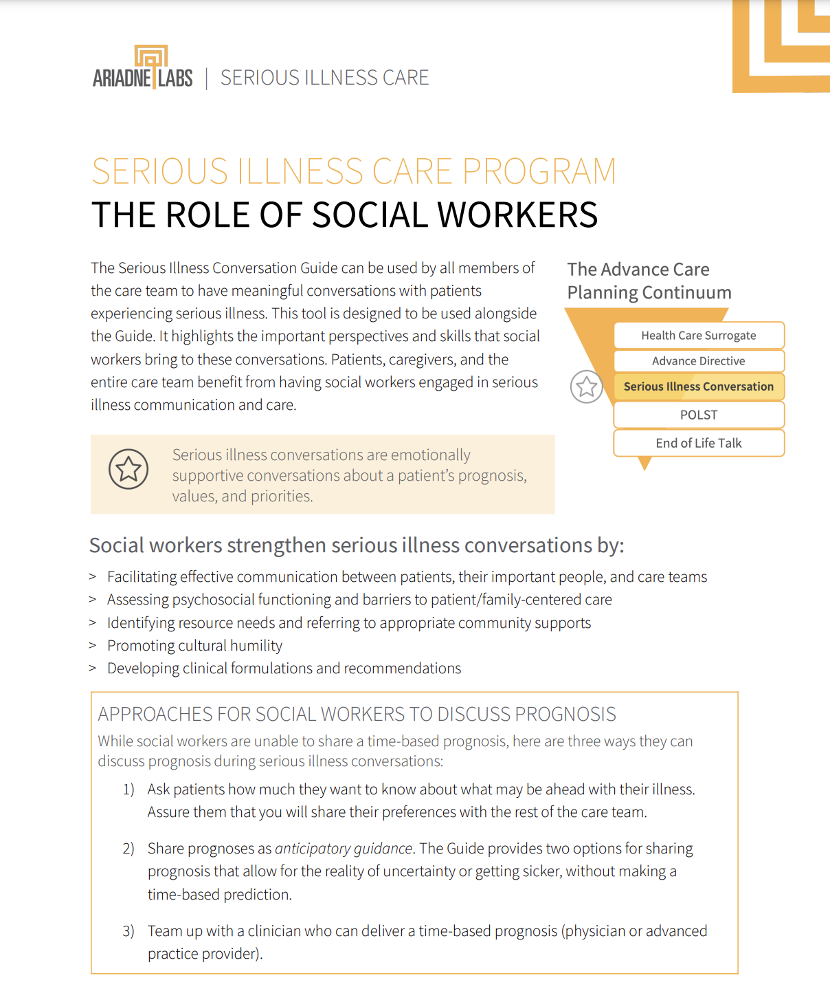 ARIADNE LABS | SERIOUS ILLNESS CARE
SERIOUS ILLNESS CARE PROGRAM
THE ROLE OF SOCIAL WORKERS
The Serious Illness Conversation Guide can be used by all members of
the care team to have meaningful conversations with patients
experiencing serious illness. This tool is designed to be used alongside
the Guide. It highlights the important perspectives and skills that social
workers bring to these conversations. Patients, caregivers, and the
entire care team benefit from having social workers engaged in serious
illness communication and care.
The Advance Care
Planning Continuum
Health Care Surrogate
Advance Directive
Serious Illness Conversation
POLST
End of Life Talk
Serious illness conversations are emotionally
supportive conversations about a patient’s prognosis,
values, and priorities.
Social workers strengthen serious illness conversations by:
> Facilitating effective communication between patients, their important people, and care teams
> Assessing psychosocial functioning and barriers to patient/family-centered care
> Identifying resource needs and referring to appropriate community supports
> Promoting cultural humility
> Developing clinical formulations and recommendations
APPROACHES FOR SOCIAL WORKERS TO DISCUSS PROGNOSIS
While social workers are unable to share a time-based prognosis, here are three ways they can
discuss prognosis during serious illness conversations:
1) Ask patients how much they want to know about what may be ahead with their illness.
Assure them that you will share their preferences with the rest of the care team.
2) Share prognoses as anticipatory guidance. The Guide provides two options for sharing
prognosis that allow for the reality of uncertainty or getting sicker, without making a
time-based prediction.
3) Team up with a clinician who can deliver a time-based prognosis (physician or advanced
practice provider).